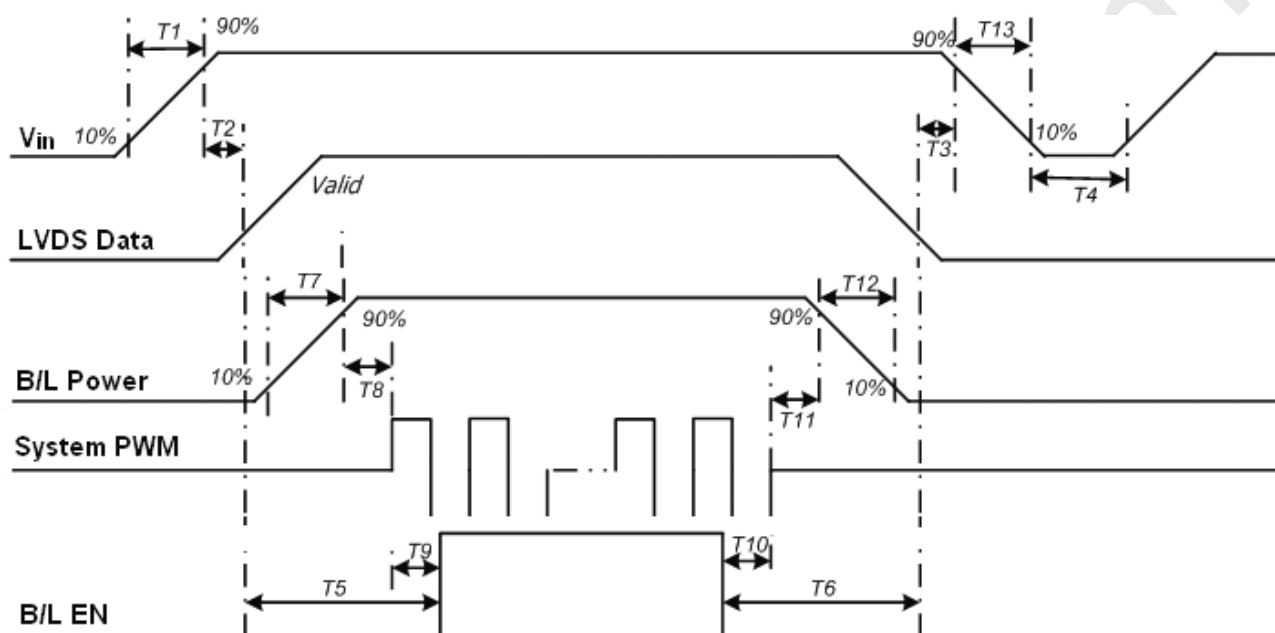 T1
90%
90%
T13
Vin
10%
T2
T3
10%
T4
Valid
LVDS Data
T7
T12
90%
90%
B/L Power
10%
T8
T11
10%
System PWM
T9
T10
T5
T6
B/L EN